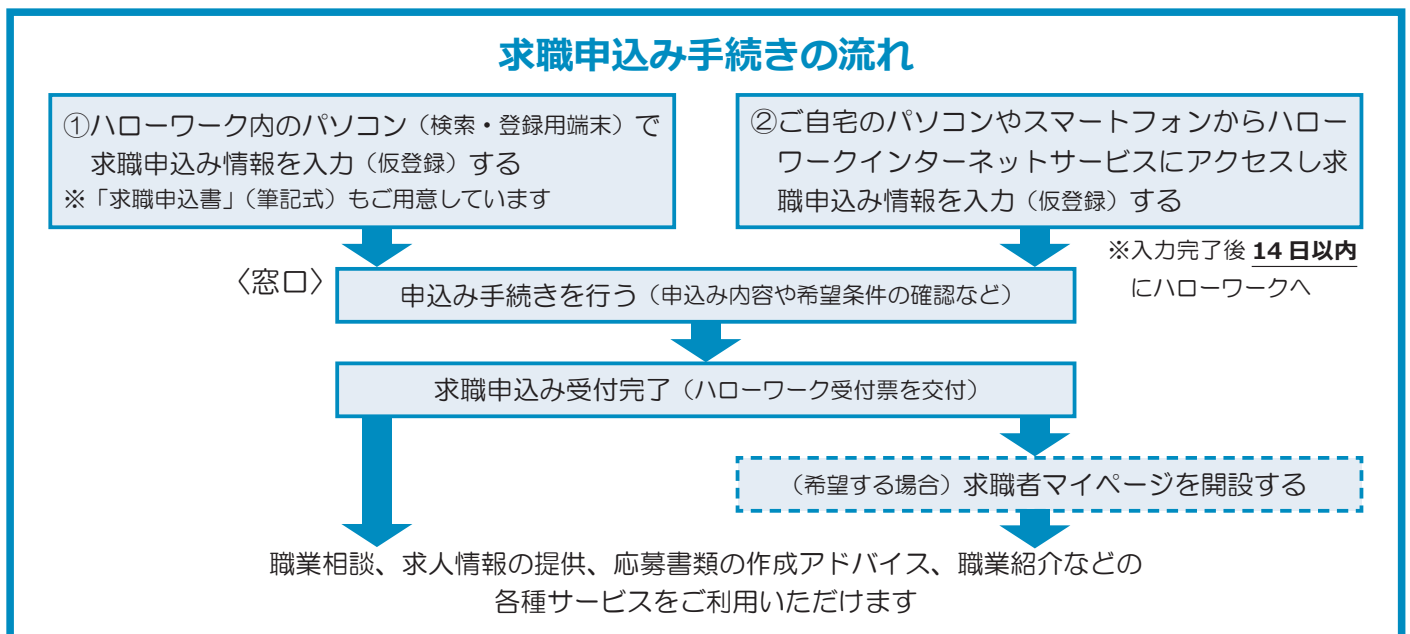 求職申込み手続きの流れ
①ハローワーク内のパソコン（検索・登録用端末）で
求職申込み情報を入力（仮登録）する
※「求職申込書」（筆記式）もご用意しています
②ご自宅のパソコンやスマートフォンからハロー
ワークインターネットサービスにアクセスし求
職申込み情報を入力（仮登録）する
※入力完了後 14 日以内
にハローワークへ
〈窓口〉
申込み手続きを行う（申込み内容や希望条件の確認など）
求職申込み受付完了（ハローワーク受付票を交付）
（希望する場合）求職者マイページを開設する
職業相談、求人情報の提供、応募書類の作成アドバイス、職業紹介などの
各種サービスをご利用いただけます